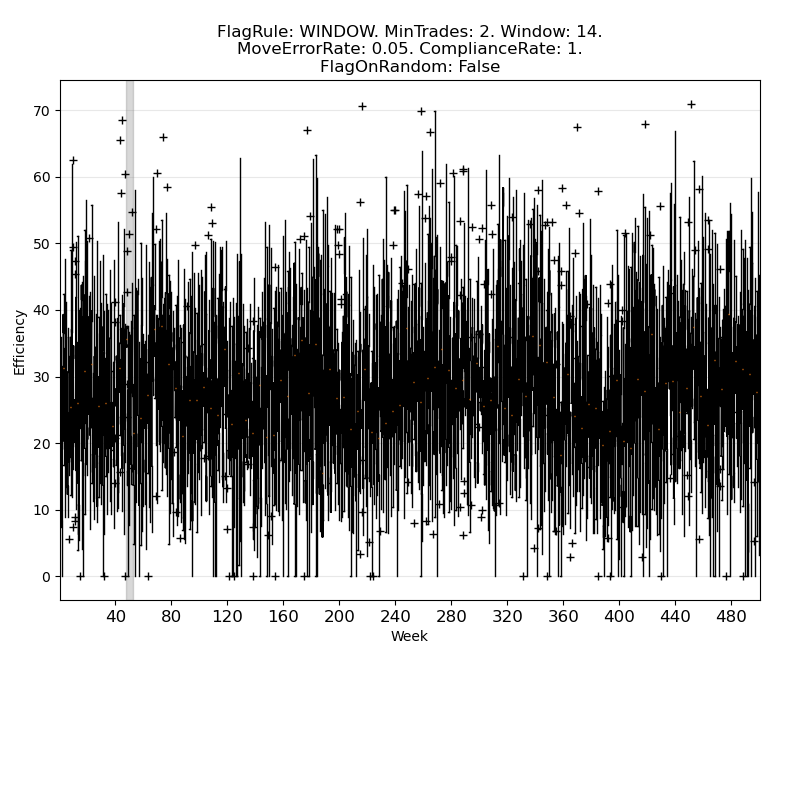 FlagRule: WINDOW. MinTrades: 2. Window: 14.
MoveErrorRate: 0.05. ComplianceRate: 1.
FlagOnRandom: False
70
60
50
40
30
20
10
0
Efficiency
40 80 120 160 200 240 280 320 360 400 440 480
Week